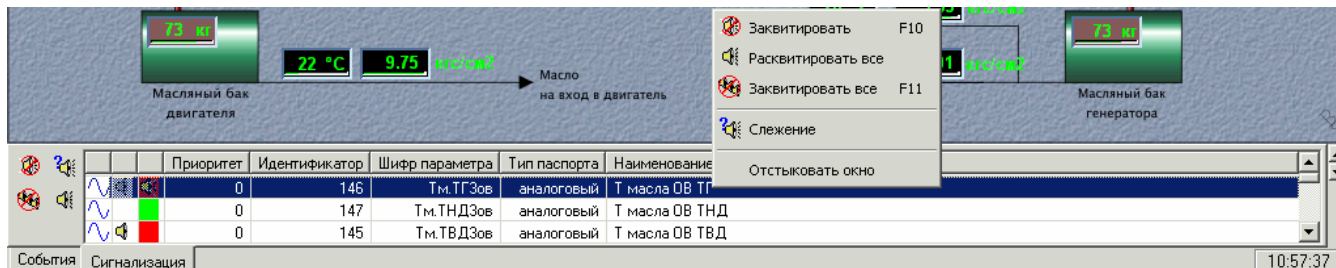 73 кг
22 °C
9.75 кгс/cm2
Масло
на вход в двигатель
Масляный бак
двигателя
Заквитировать F10
Расквитировать все
Заквитировать все F11
Слежение
Отстыковать окно
73 кг
Масляный бак
генератора
Приоритет Идентификатор Шифр параметра Тип паспорта Наименование
0 146 Тм.ТГЗов аналоговый Т масла ОВ ТГ
0 147 Тм.ТНДЗов аналоговый Т масла ОВ ТНД
0 145 Тм.ТВДЗов аналоговый Т масла ОВ ТВД
События Сигнализация 10:57:37